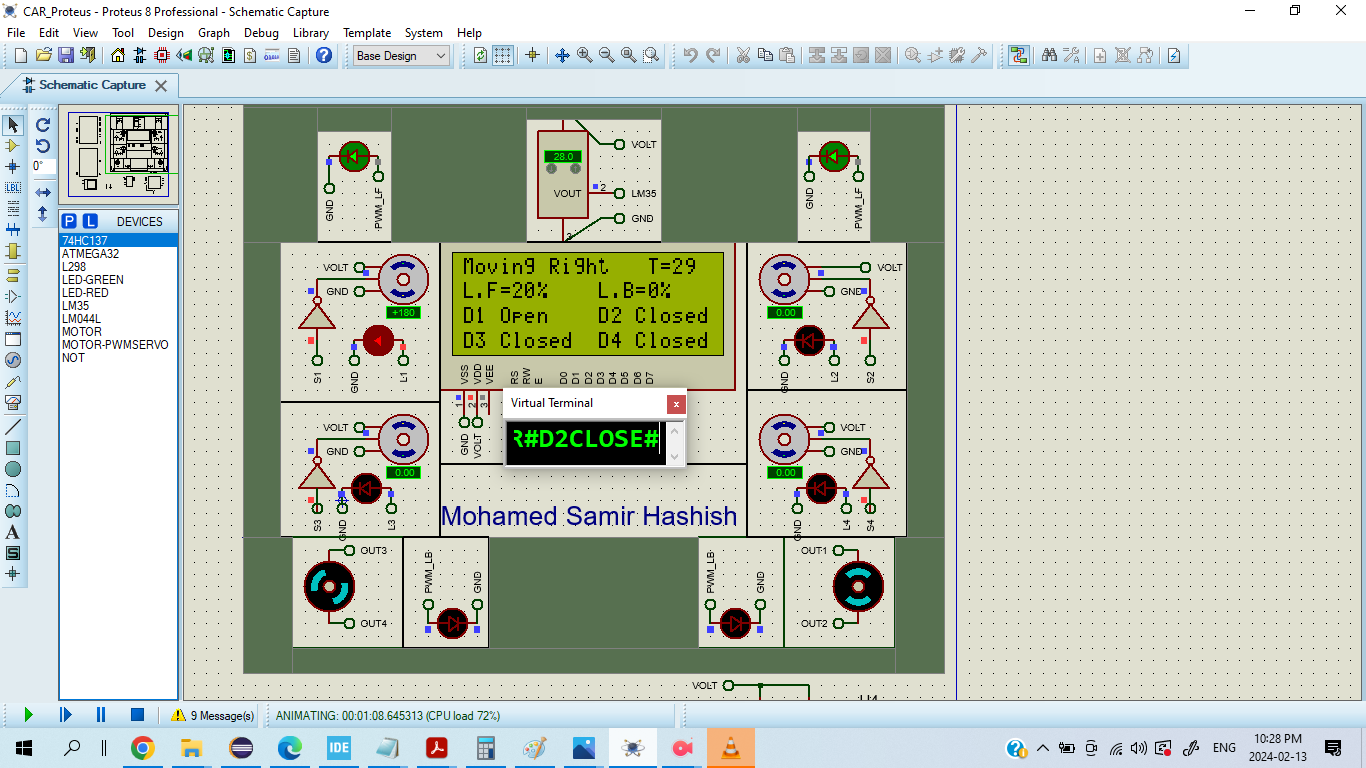 CAR_Proteus - Proteus 8 Professional - Schematic Capture
File Edit View Tool Design Graph Debug Library Template System Help
Base Design
Schematic Capture
0°
LBL
P L DEVICES
74HC137
ATMEGA32
L298
LED-GREEN
LED-RED
LM35
LM044L
MOTOR
MOTOR-PWMSERVO
NOT
GND
PWM_LF
28.0
VOLT
2
VOUT
LM35
GND
3
GND
PWM_LF
VOLT
GND
+180
S1
GND
L1
Moving Right T=29
L.F=20% L.B=0%
D1 Open D2 Closed
D3 Closed D4 Closed
VSS
VDD
VEE
RS
RW
E
D0
D1
D2
D3
D4
D5
D6
D7
1
2
3
GND
VOLT
VOLT
GND
0.00
GND
L2
S2
Virtual Terminal
R#D2CLOSE#
VOLT
GND
0.00
S3
GND
L3
VOLT
GND
0.00
GND
L4
S4
Mohamed Samir Hashish
OUT3
OUT4
PWM_LB
GND
PWM_LB
GND
OUT1
OUT2
VOLT
9 Message(s)
ANIMATING: 00:01:08.645313 (CPU load 72%)
IDE
ENG
10:28 PM
2024-02-13